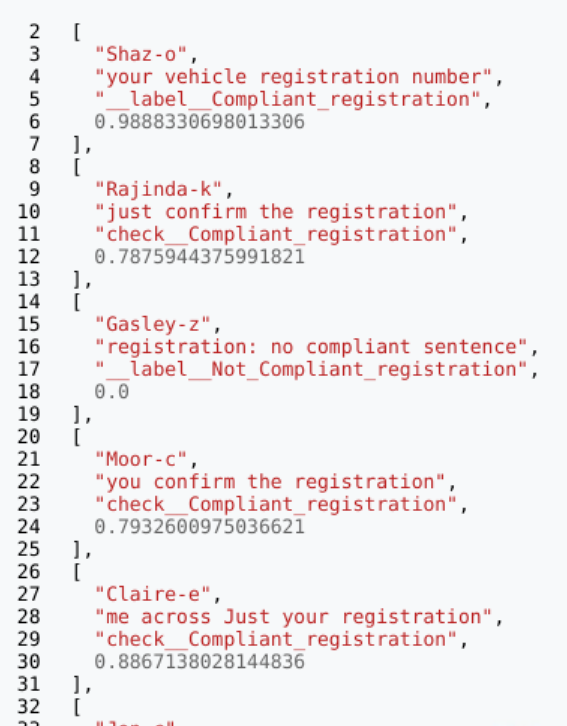 2 [
3 "Shaz-o",
4 "your vehicle registration number",
5 "__label__Compliant_registration",
6 0.9888330698013306
7 ],
8 [
9 "Rajinda-k",
10 "just confirm the registration",
11 "check__Compliant_registration",
12 0.7875944375991821
13 ],
14 [
15 "Gasley-z",
16 "registration: no compliant sentence",
17 "__label__Not_Compliant_registration",
18 0.0
19 ],
20 [
21 "Moor-c",
22 "you confirm the registration",
23 "check__Compliant_registration",
24 0.7932600975036621
25 ],
26 [
27 "Claire-e",
28 "me across Just your registration",
29 "check__Compliant_registration",
30 0.8867138028144836
31 ],
32 [